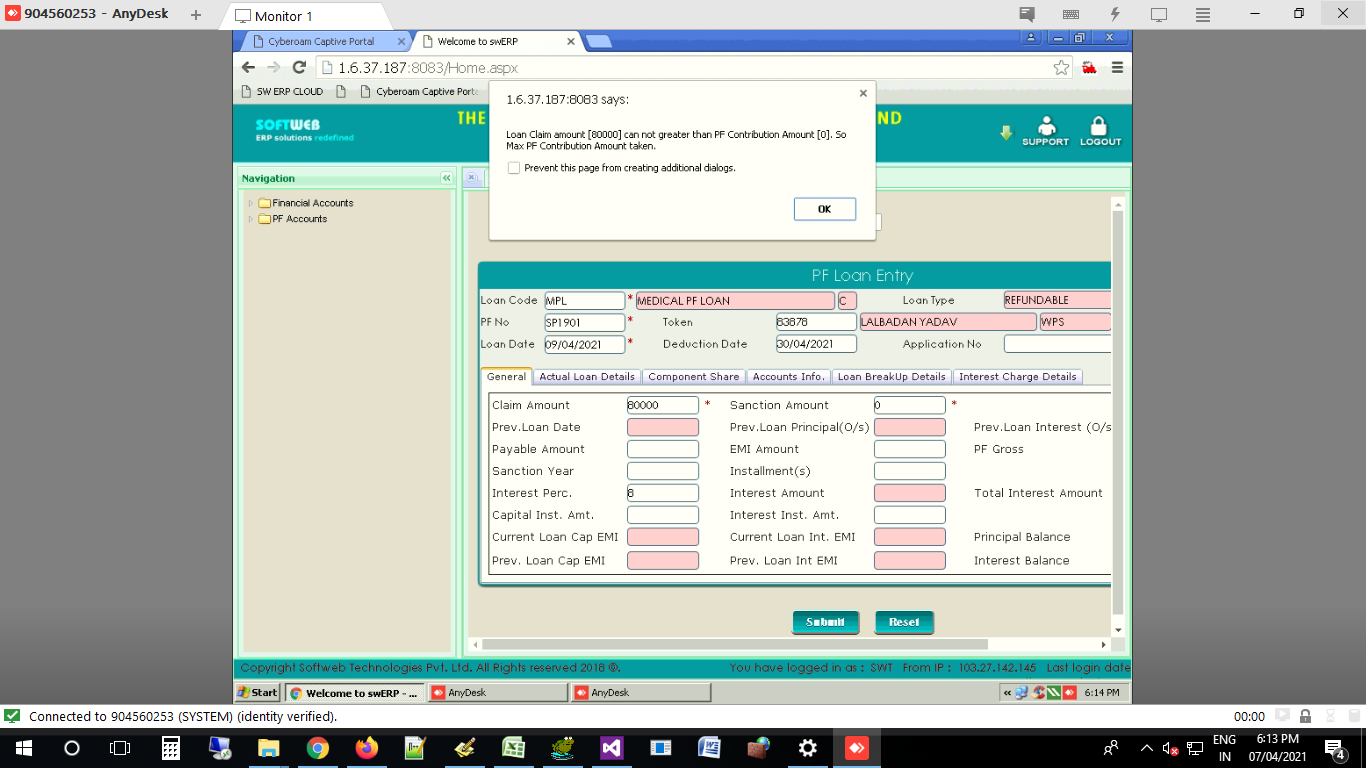 904560253 - AnyDesk
Monitor 1
Cyberoam Captive Portal
Welcome to swERP
1.6.37.187:8083/Home.aspx
SW ERP CLOUD
Cyberoam Captive Port
1.6.37.187:8083 says:
Loan Claim amount [80000] can not greater than PF Contribution Amount [0]. So
Max PF Contribution Amount taken.
Prevent this page from creating additional dialogs.
OK
SOFTWEB
ERP solutions redefined
THE
ND
SUPPORT
LOGOUT
Navigation
Financial Accounts
PF Accounts
PF Loan Entry
Loan Code MPL * MEDICAL PF LOAN C Loan Type REFUNDABLE
PF No SP1901 * Token 83878 LALBADAN YADAV WPS
Loan Date 09/04/2021 * Deduction Date 30/04/2021 Application No
General Actual Loan Details Component Share Accounts Info. Loan BreakUp Details Interest Charge Details
Claim Amount 80000 * Sanction Amount 0 *
Prev.Loan Date Prev.Loan Principal(O/s) Prev.Loan Interest (O/s
Payable Amount EMI Amount PF Gross
Sanction Year Installment(s)
Interest Perc. 8 Interest Amount Total Interest Amount
Capital Inst. Amt. Interest Inst. Amt.
Current Loan Cap EMI Current Loan Int. EMI Principal Balance
Prev. Loan Cap EMI Prev. Loan Int EMI Interest Balance
Submit Reset
Copyright Softweb Technologies Pvt. Ltd. All Rights reserved 2018 ©. You have logged in as : SWT From IP : 103.27.142.145 Last login date
Start Welcome to swERP - ... AnyDesk AnyDesk 6:14 PM
Connected to 904560253 (SYSTEM) (identity verified). 00:00
ENG 6:13 PM
IN 07/04/2021 4